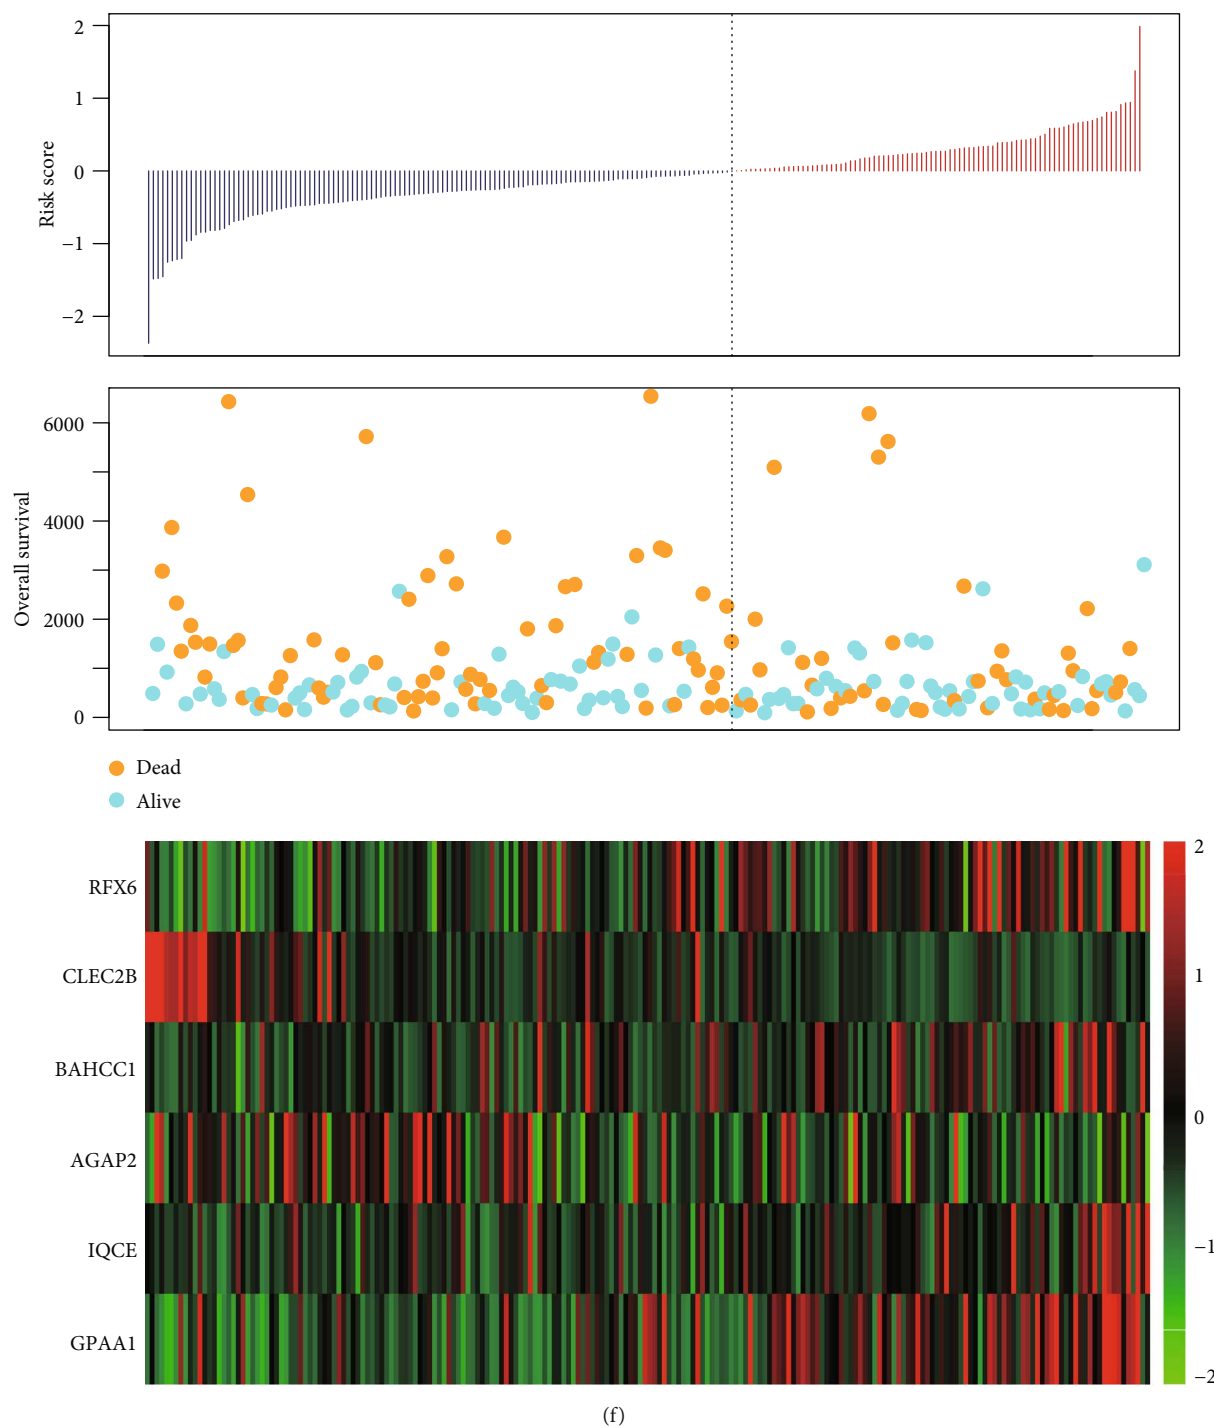 2
1
0
−1
−2
Risk score
6000
4000
2000
0
Overall survival
Dead
Alive
RFX6
CLEC2B
BAHCC1
AGAP2
IQCE
GPAA1
2
1
0
−1
−2
(f)